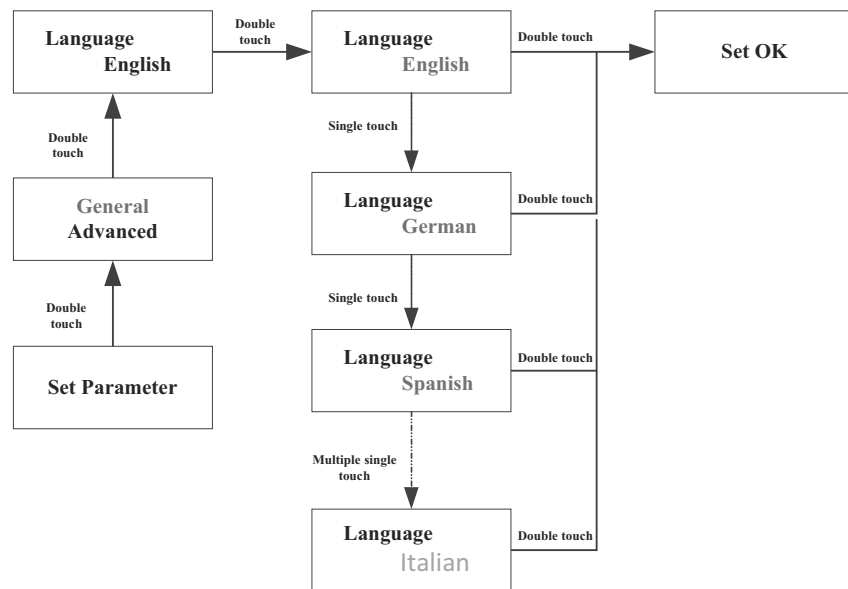 Language
English
Double
touch
Language
English
Double touch
Set OK
Double
touch
Single touch
General
Advanced
Language
German
Double touch
Double
touch
Single touch
Set Parameter
Language
Spanish
Double touch
Multiple single
touch
Language
Italian
Double touch